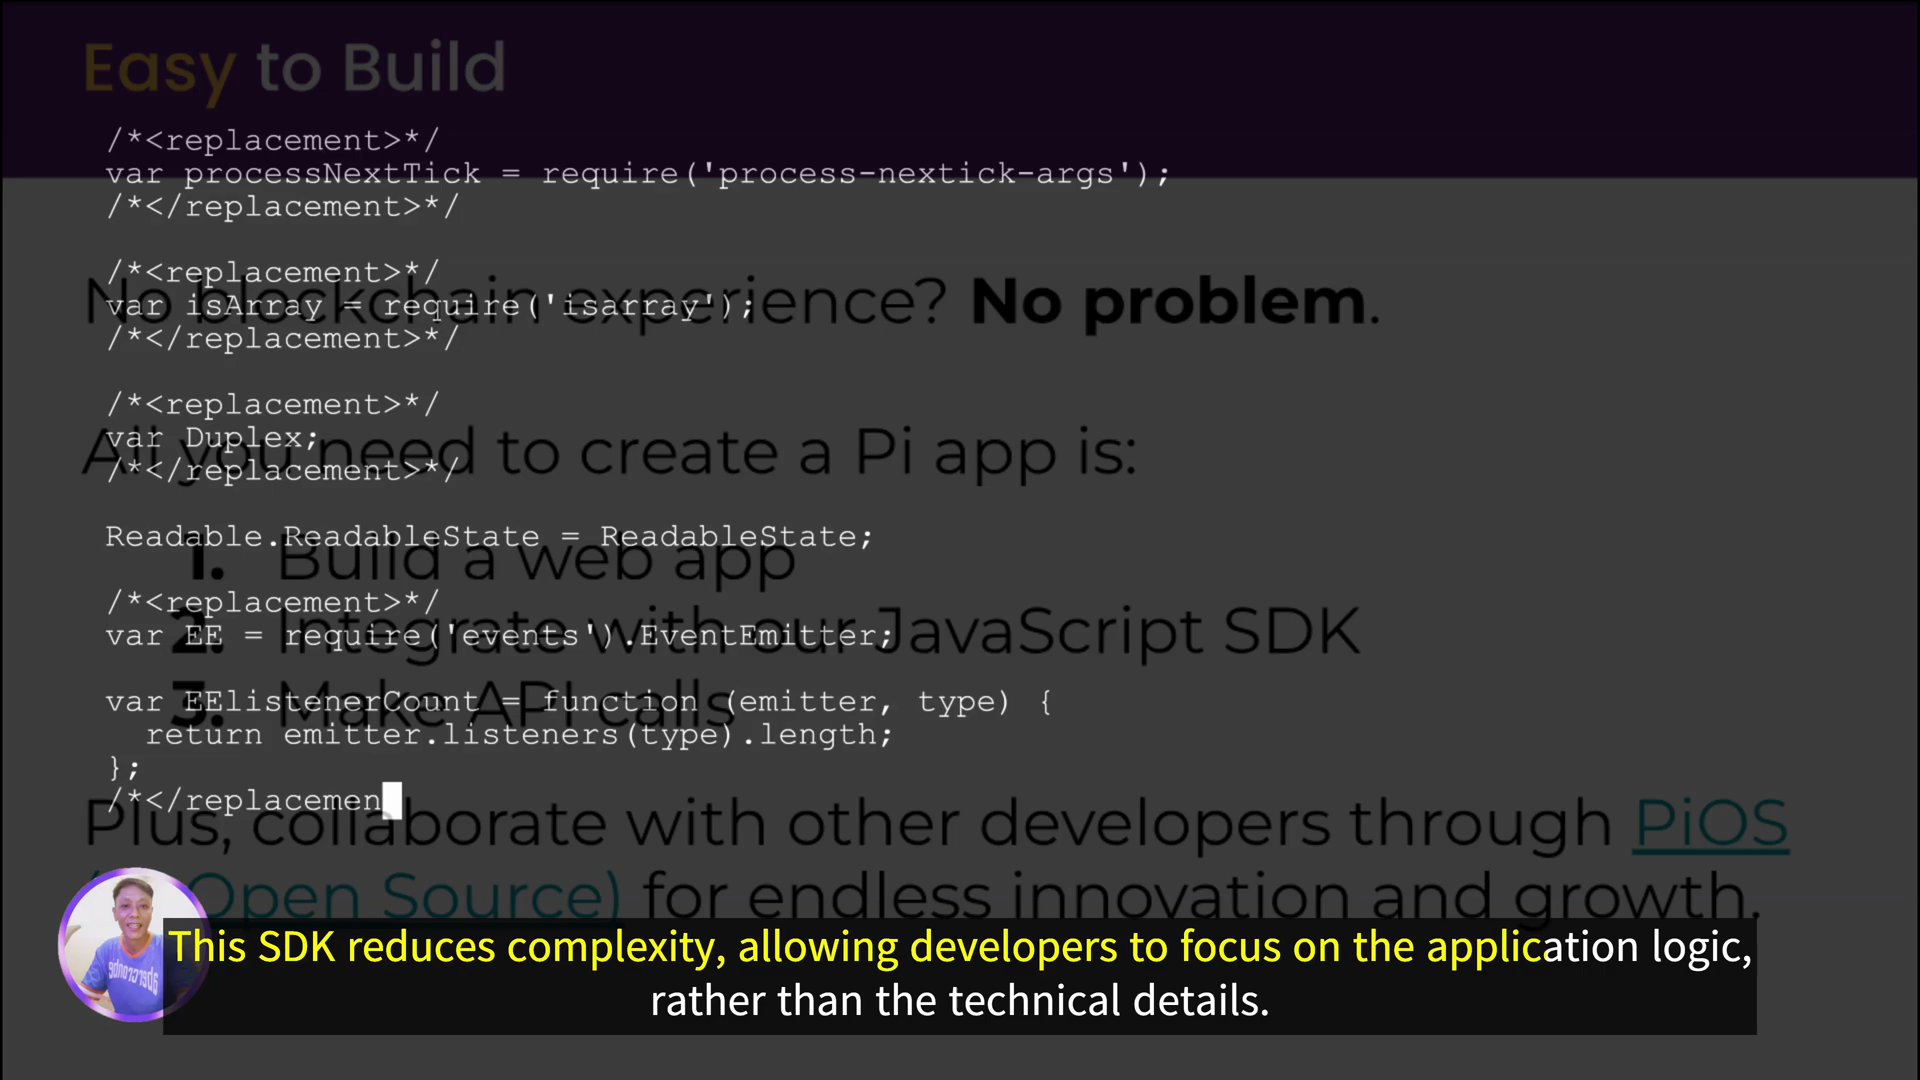 Easy to Build
/*<replacement>*/
var processNextTick = require('process-nextick-args');
/*</replacement>*/
/*<replacement>*/
var isArray = require('isarray');
/*</replacement>*/
No blockchain experience? No problem.
/*<replacement>*/
var Duplex;
/*</replacement>*/
All you need to create a Pi app is:
Readable.ReadableState = ReadableState;
1. Build a web app
/*<replacement>*/
var EE = require('events').EventEmitter;
2. Integrate with our JavaScript SDK
var EElistenerCount = function (emitter, type) {
return emitter.listeners(type).length;
};
3. Make API calls
/*</replacemen
Plus, collaborate with other developers through PiOS
Open Source) for endless innovation and growth.
abercrombie
This SDK reduces complexity, allowing developers to focus on the application logic,
rather than the technical details.